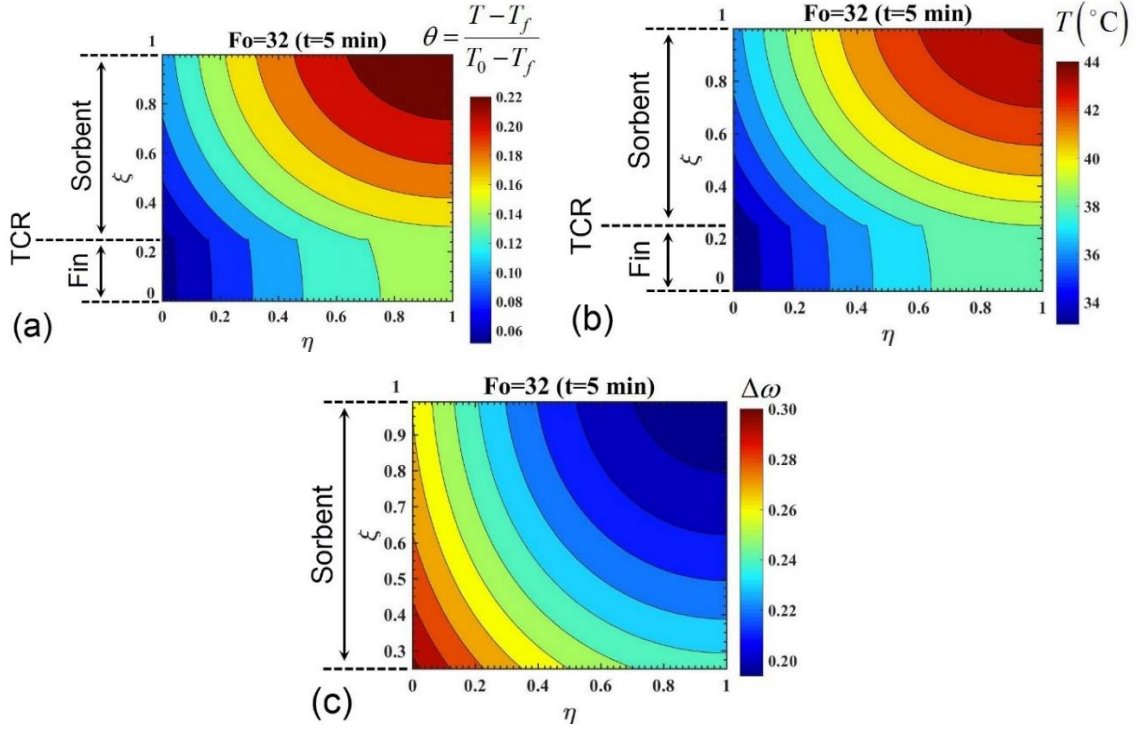 Fo=32 (t=5 min)
θ = (T − T_f) / (T_0 − T_f)
1
0.8
0.6
0.4
0.2
0
ξ
Sorbent
TCR
Fin
0 0.2 0.4 0.6 0.8 1
η
0.22
0.20
0.18
0.16
0.14
0.12
0.10
0.08
0.06
(a)
Fo=32 (t=5 min)
T(°C)
1
0.8
0.6
0.4
0.2
0
ξ
Sorbent
TCR
Fin
0 0.2 0.4 0.6 0.8 1
η
44
42
40
38
36
34
(b)
Fo=32 (t=5 min)
Δω
1
0.9
0.8
0.7
0.6
0.5
0.4
0.3
ξ
Sorbent
0 0.2 0.4 0.6 0.8 1
η
0.30
0.28
0.26
0.24
0.22
0.20
(c)